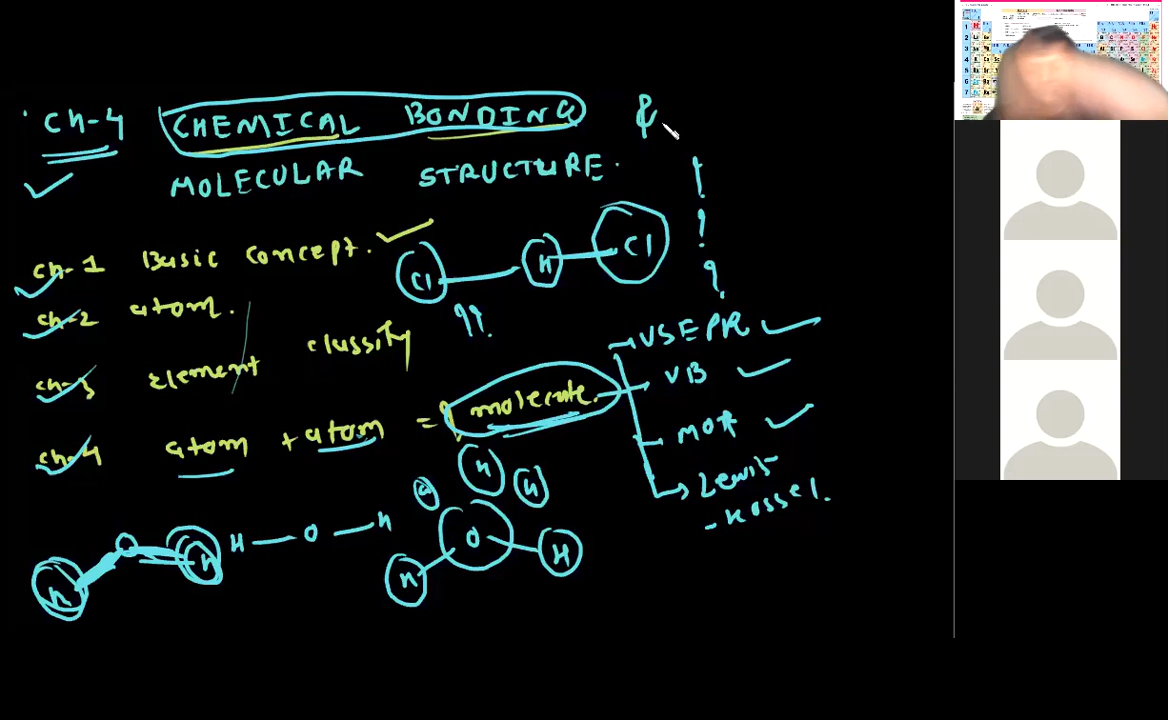 Ch-4 CHEMICAL BONDING &
MOLECULAR STRUCTURE.
Ch-1 Basic concept.
Ch-2 atom.
Ch-3 Element classify
Ch-4 atom + atom = molecule.
Cl H Cl
??
!
?
?
VSEPR
VB
MOT
Lewis
- Kossel.
H
H
H O H
O
H H
H O H